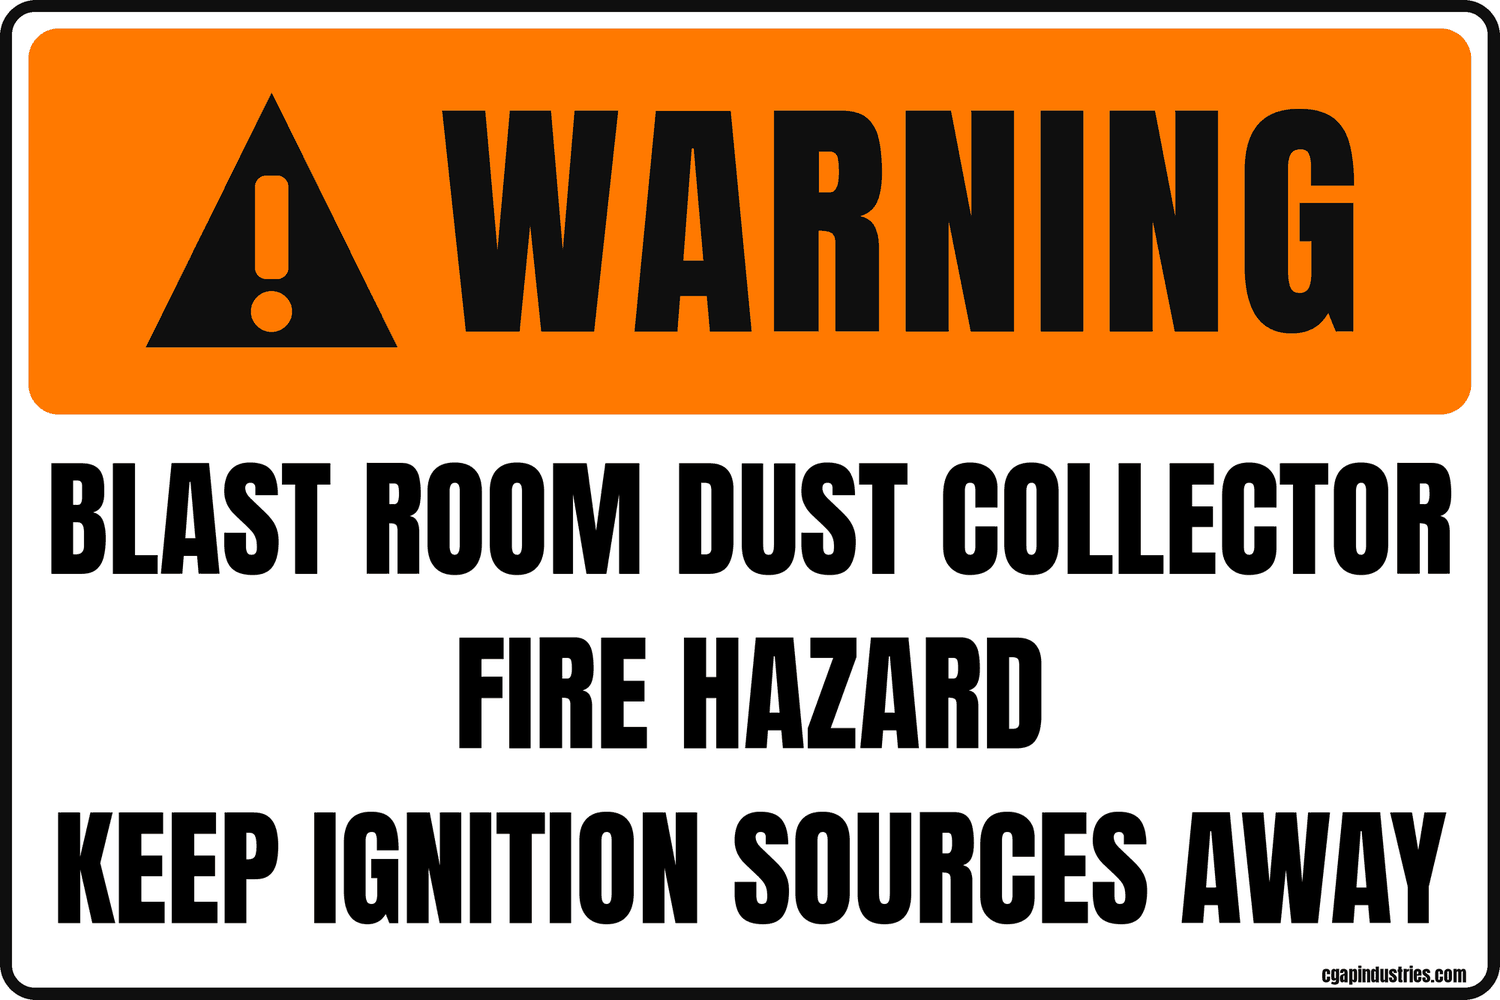 WARNING
BLAST ROOM DUST COLLECTOR
FIRE HAZARD
KEEP IGNITION SOURCES AWAY
cgapindustries.com